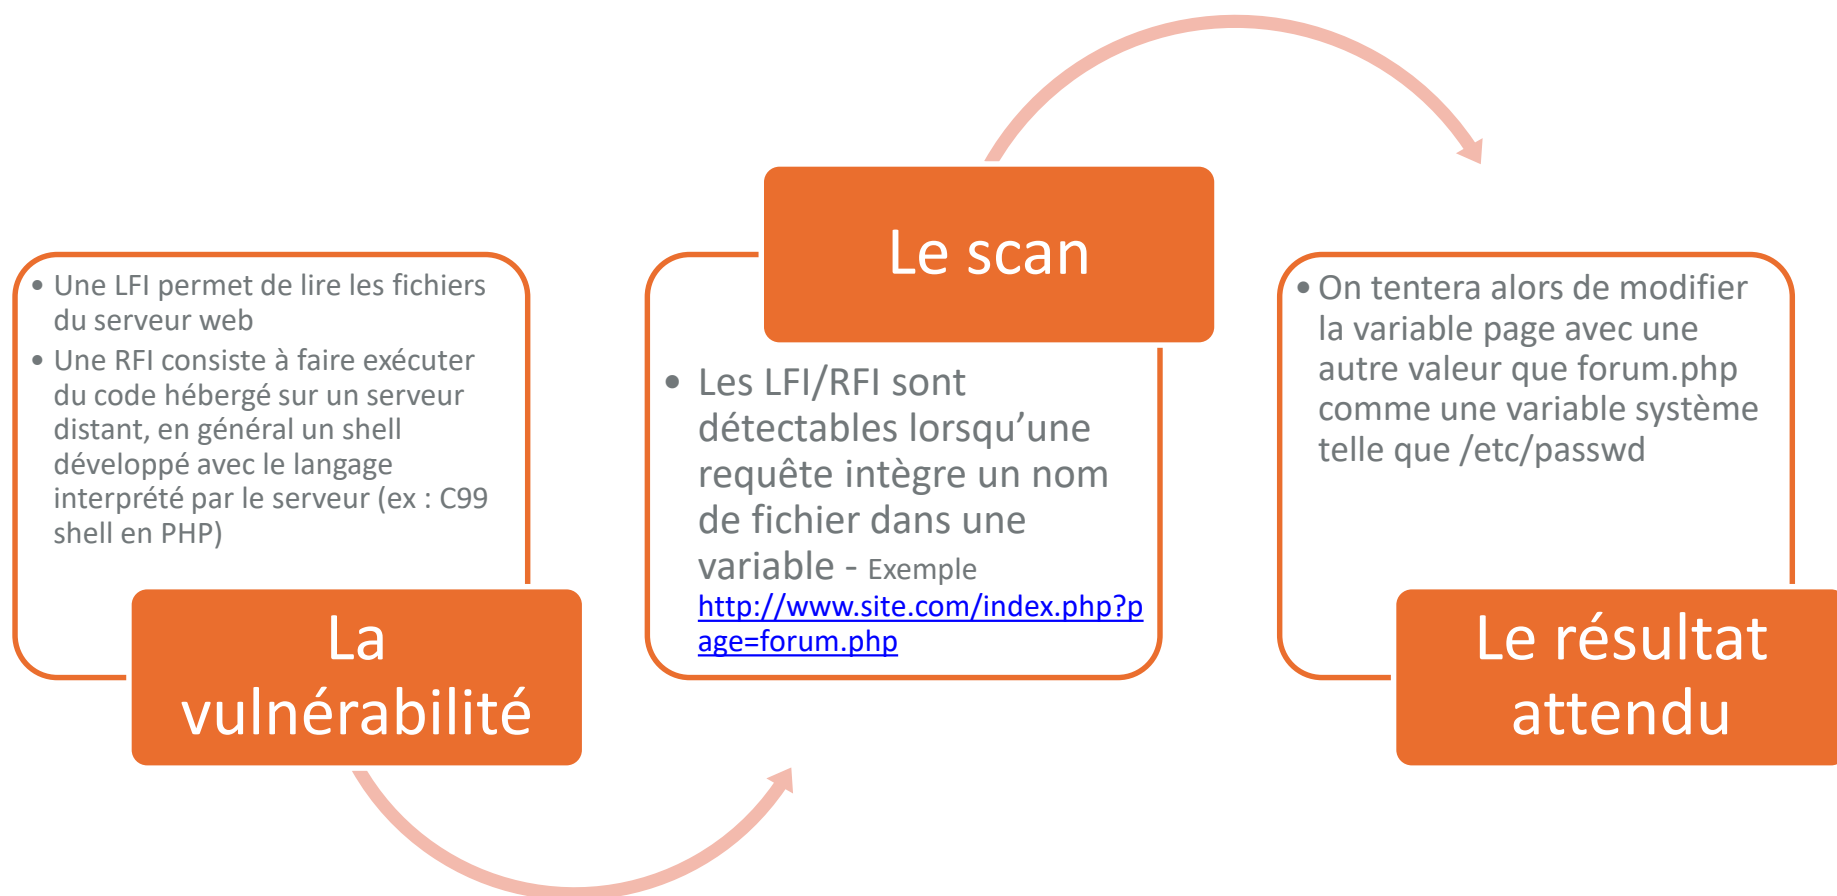 • Une LFI permet de lire les fichiers
du serveur web
• Une RFI consiste à faire exécuter
du code hébergé sur un serveur
distant, en général un shell
développé avec le langage
interprété par le serveur (ex : C99
shell en PHP)
La
vulnérabilité
Le scan
• Les LFI/RFI sont
détectables lorsqu’une
requête intègre un nom
de fichier dans une
variable - Exemple
http://www.site.com/index.php?p
age=forum.php
• On tentera alors de modifier
la variable page avec une
autre valeur que forum.php
comme une variable système
telle que /etc/passwd
Le résultat
attendu